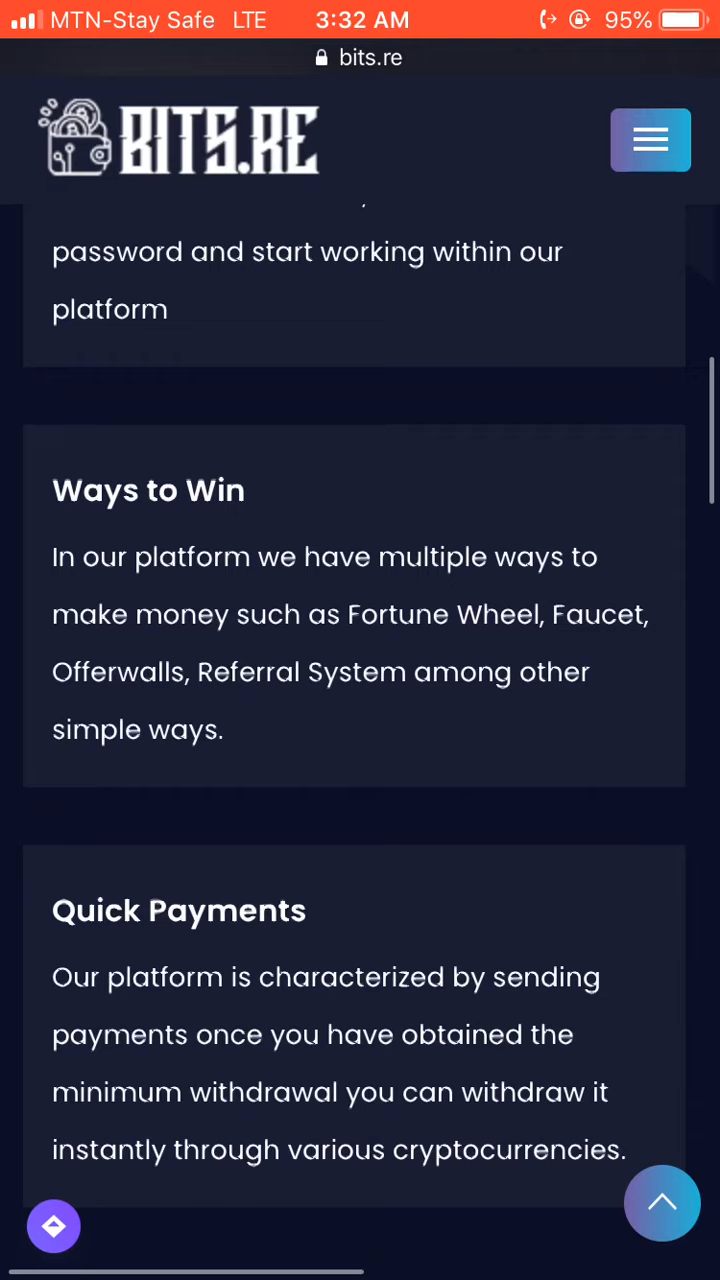 MTN-Stay Safe LTE 3:32 AM 95%
bits.re
BITS.RE
password and start working within our
platform
Ways to Win
In our platform we have multiple ways to
make money such as Fortune Wheel, Faucet,
Offerwalls, Referral System among other
simple ways.
Quick Payments
Our platform is characterized by sending
payments once you have obtained the
minimum withdrawal you can withdraw it
instantly through various cryptocurrencies.